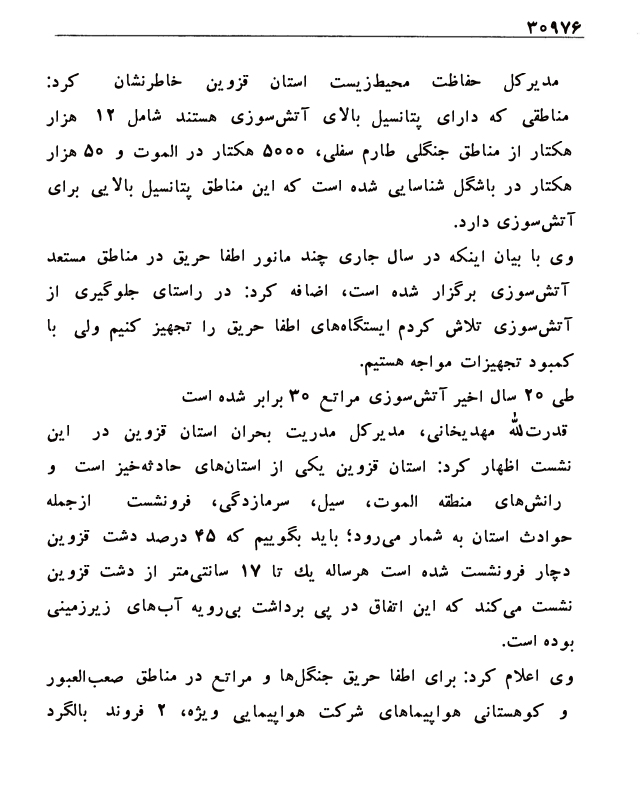 ۳۰۹۷۶
مدیرکل حفاظت محیط‌زیست استان قزوین خاطرنشان کرد:
مناطقی که دارای پتانسیل بالای آتش‌سوزی هستند شامل ۱۲ هزار
هکتار از مناطق جنگلی طارم سفلی، ۵۰۰۰ هکتار در الموت و ۵۰ هزار
هکتار در باشگل شناسایی شده است که این مناطق پتانسیل بالایی برای
آتش‌سوزی دارد.
وی با بیان اینکه در سال جاری چند مانور اطفا حریق در مناطق مستعد
آتش‌سوزی برگزار شده است، اضافه کرد: در راستای جلوگیری از
آتش‌سوزی تلاش کردم ایستگاه‌های اطفا حریق را تجهیز کنیم ولی با
کمبود تجهیزات مواجه هستیم.
طی ۲۰ سال اخیر آتش‌سوزی مراتع ۳۰ برابر شده است
قدرت‌الله مهدیخانی، مدیرکل مدریت بحران استان قزوین در این
نشست اظهار کرد: استان قزوین یکی از استان‌های حادثه‌خیز است و
رانش‌های منطقه الموت، سیل، سرمازدگی، فرونشست ازجمله
حوادث استان به شمار می‌رود؛ باید بگوییم که ۴۵ درصد دشت قزوین
دچار فرونشست شده است هرساله یك تا ۱۷ سانتی‌متر از دشت قزوین
نشست می‌کند که این اتفاق در پی برداشت بی‌رویه آب‌های زیرزمینی
بوده است.
وی اعلام کرد: برای اطفا حریق جنگل‌ها و مراتع در مناطق صعب‌العبور
و کوهستانی هواپیماهای شرکت هواپیمایی ویژه، ۲ فروند بالگرد